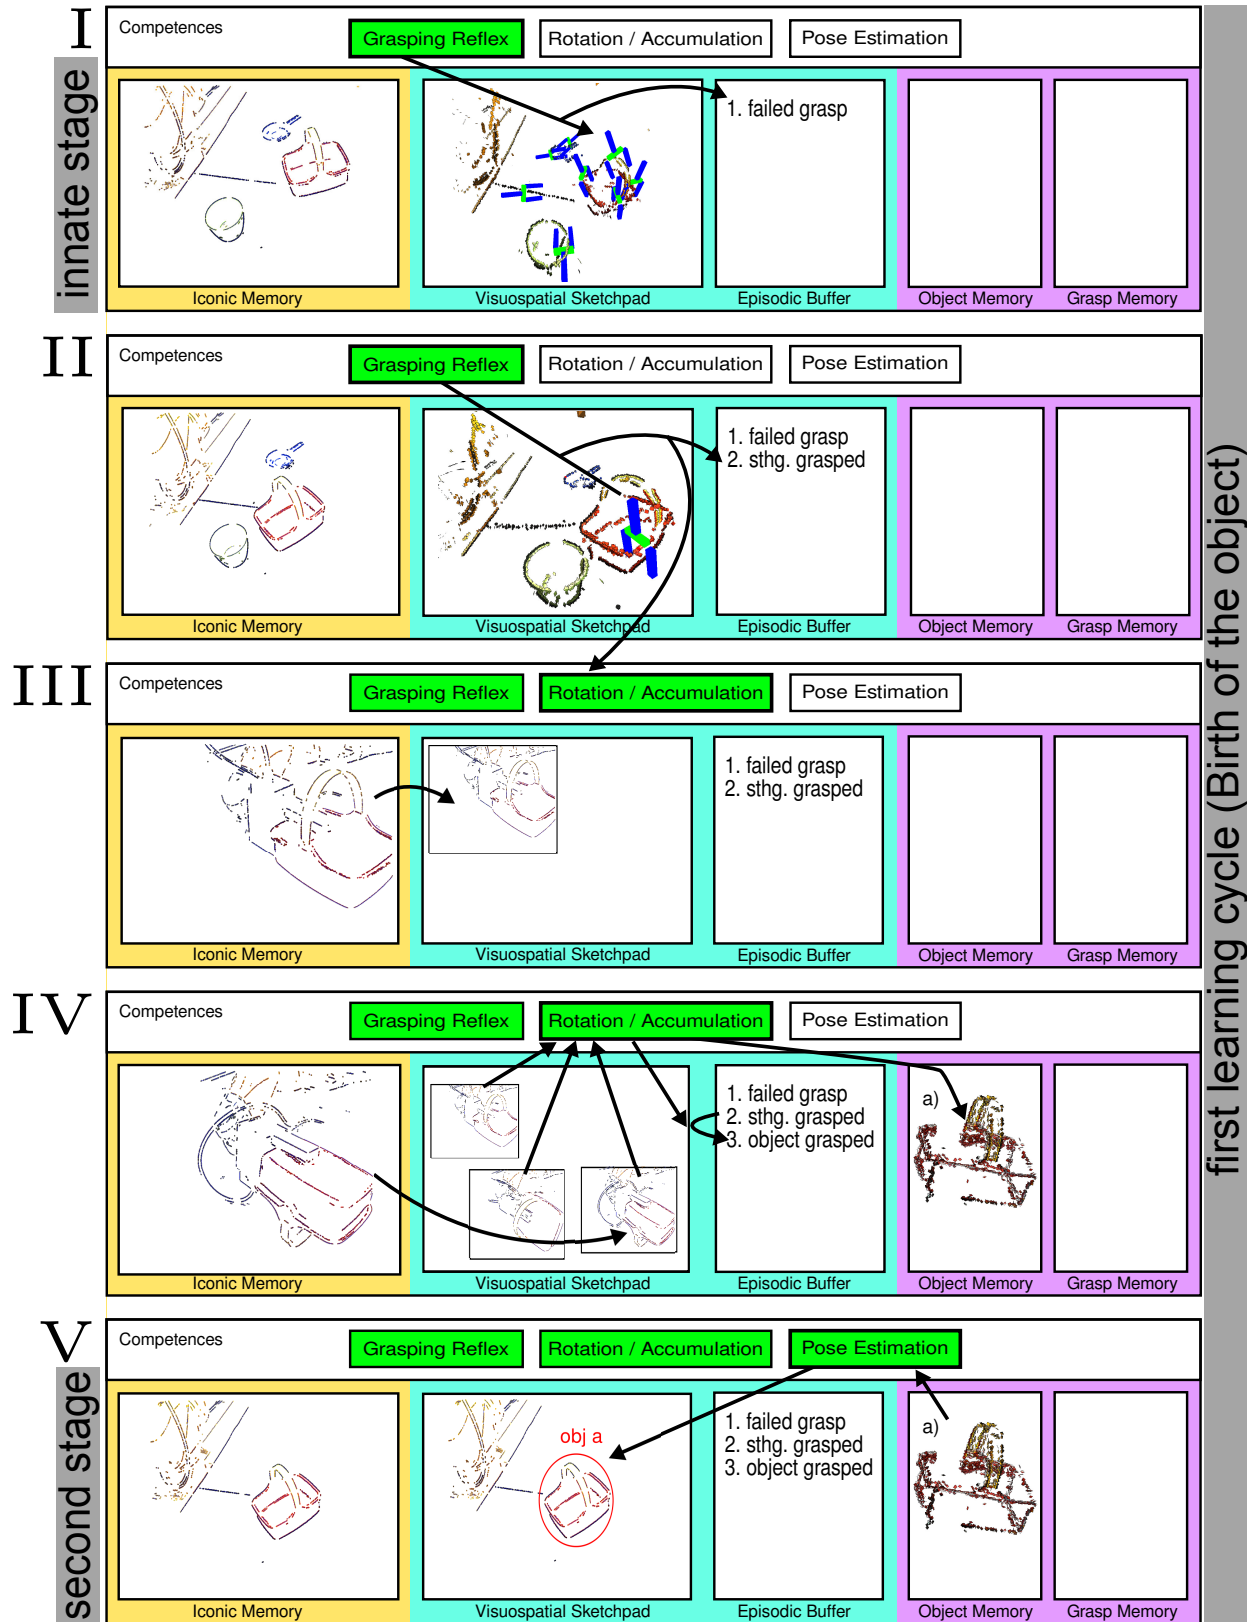 I
innate stage
Competences
Grasping Reflex
Rotation / Accumulation
Pose Estimation
1. failed grasp
Iconic Memory
Visuospatial Sketchpad
Episodic Buffer
Object Memory
Grasp Memory
II
Competences
Grasping Reflex
Rotation / Accumulation
Pose Estimation
1. failed grasp
2. sthg. grasped
Iconic Memory
Visuospatial Sketchpad
Episodic Buffer
Object Memory
Grasp Memory
III
Competences
Grasping Reflex
Rotation / Accumulation
Pose Estimation
1. failed grasp
2. sthg. grasped
Iconic Memory
Visuospatial Sketchpad
Episodic Buffer
Object Memory
Grasp Memory
IV
Competences
Grasping Reflex
Rotation / Accumulation
Pose Estimation
1. failed grasp
2. sthg. grasped
3. object grasped
a)
Iconic Memory
Visuospatial Sketchpad
Episodic Buffer
Object Memory
Grasp Memory
V
second stage
Competences
Grasping Reflex
Rotation / Accumulation
Pose Estimation
obj a
1. failed grasp
2. sthg. grasped
3. object grasped
a)
Iconic Memory
Visuospatial Sketchpad
Episodic Buffer
Object Memory
Grasp Memory
first learning cycle (Birth of the object)